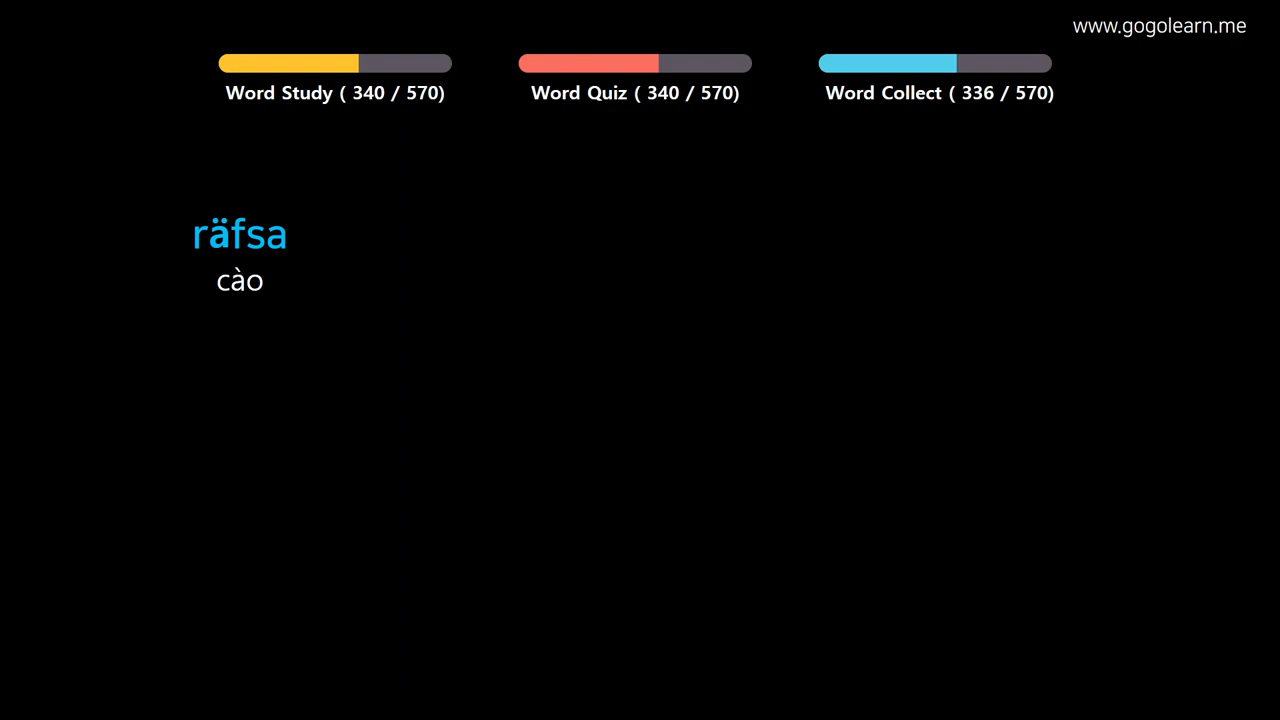 www.gogolearn.me
Word Study ( 340 / 570)
Word Quiz ( 340 / 570)
Word Collect ( 336 / 570)
räfsa
cào